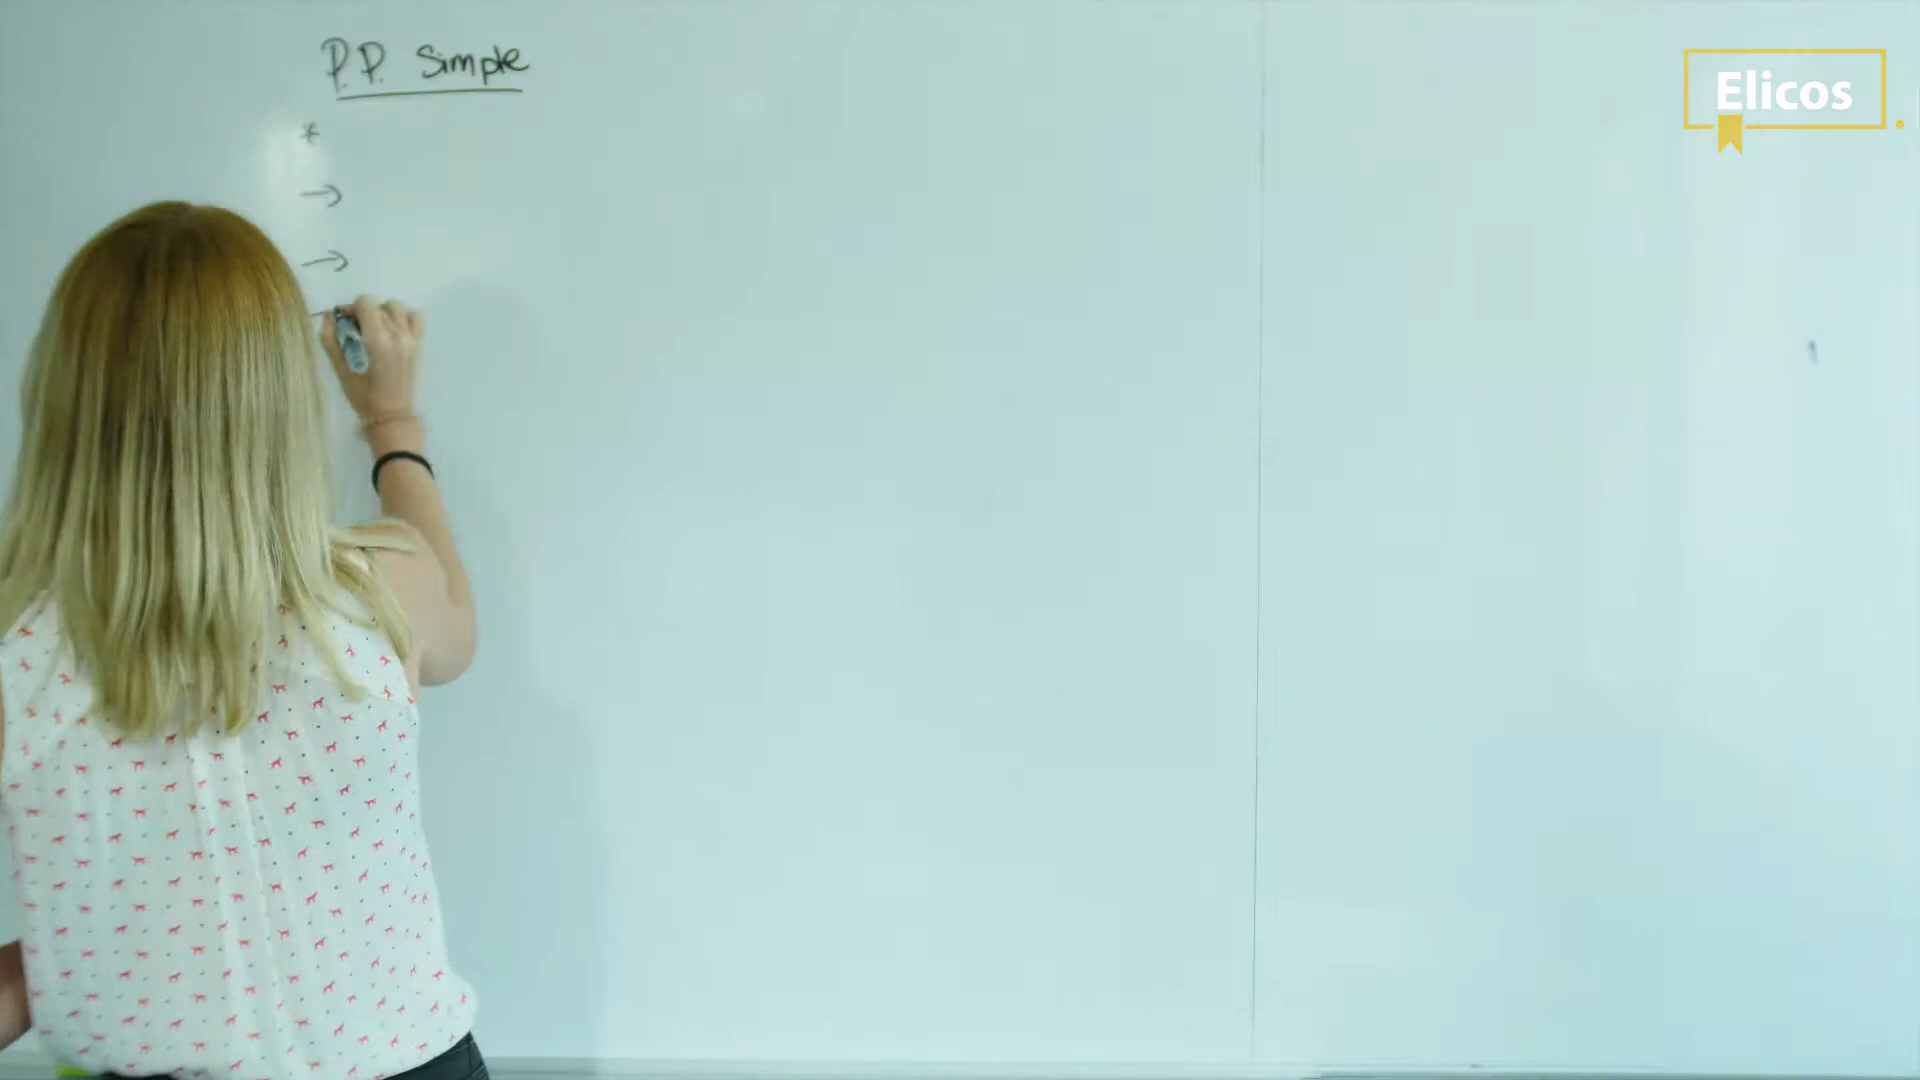 P.P. Simple
*
→
→
Elicos